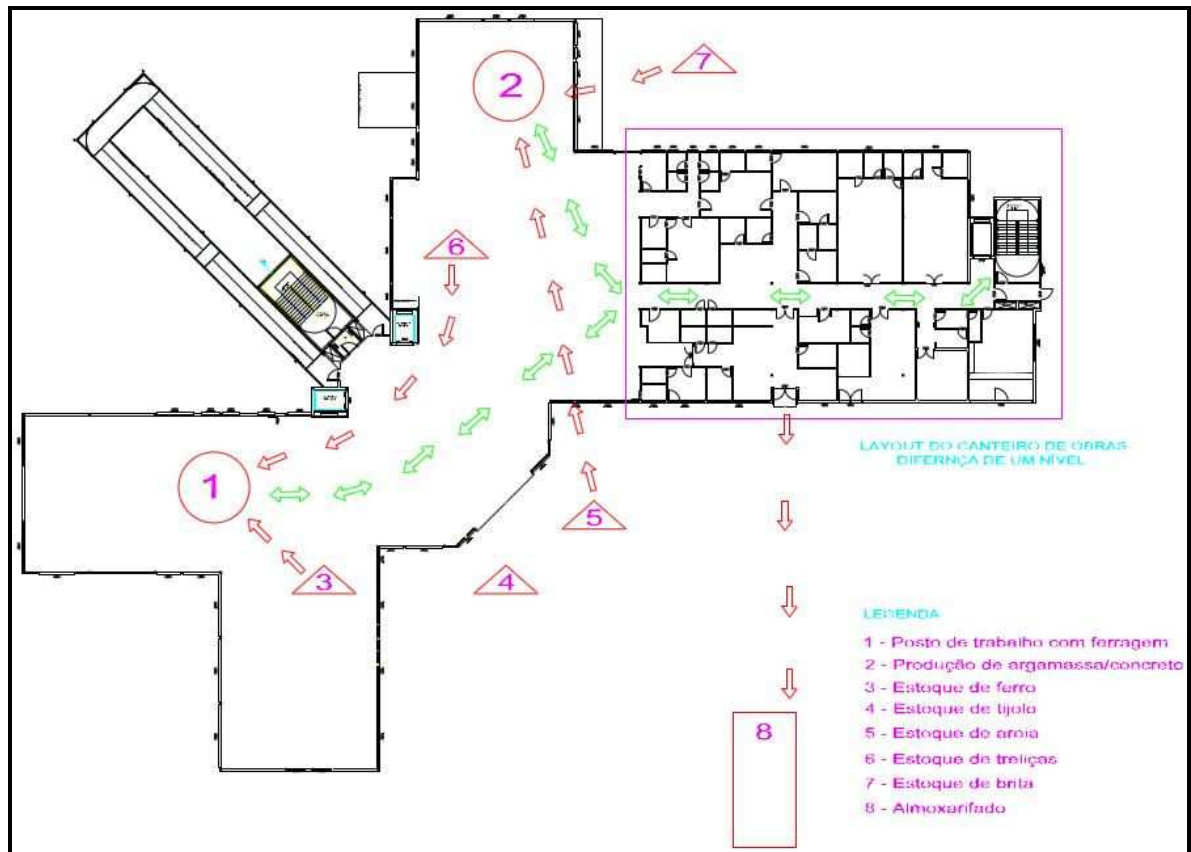 2
7
6
1
5
3
4
8
LAYOUT DO CANTEIRO DE OBRAS
DIFERNÇA DE UM NÍVEL
LEGENDA
1 - Posto de trabalho com ferragem
2 - Produção de argamassa/concreto
3 - Estoque de ferro
4 - Estoque de tijolo
5 - Estoque de areia
6 - Estoque de treliças
7 - Estoque de brita
8 - Almoxarifado